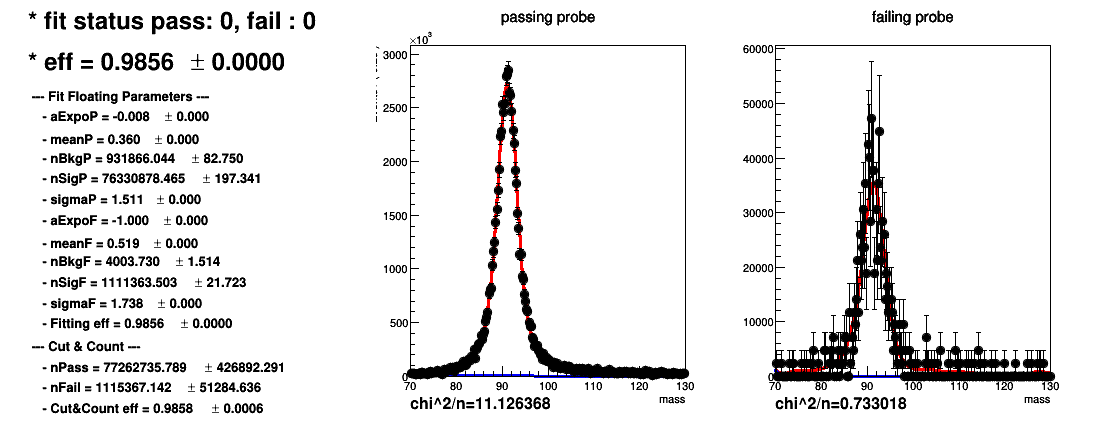 * fit status pass: 0, fail : 0
* eff = 0.9856 ± 0.0000
--- Fit Floating Parameters ---
- aExpoP = -0.008 ± 0.000
- meanP = 0.360 ± 0.000
- nBkgP = 931866.044 ± 82.750
- nSigP = 76330878.465 ± 197.341
- sigmaP = 1.511 ± 0.000
- aExpoF = -1.000 ± 0.000
- meanF = 0.519 ± 0.000
- nBkgF = 4003.730 ± 1.514
- nSigF = 1111363.503 ± 21.723
- sigmaF = 1.738 ± 0.000
- Fitting eff = 0.9856 ± 0.0000
--- Cut & Count ---
- nPass = 77262735.789 ± 426892.291
- nFail = 1115367.142 ± 51284.636
- Cut&Count eff = 0.9858 ± 0.0006
passing probe
×10³
3000
2500
2000
1500
1000
500
0
70 80 90 100 110 120 130
mass
chi^2/n=11.126368
failing probe
60000
50000
40000
30000
20000
10000
0
70 80 90 100 110 120 130
mass
chi^2/n=0.733018